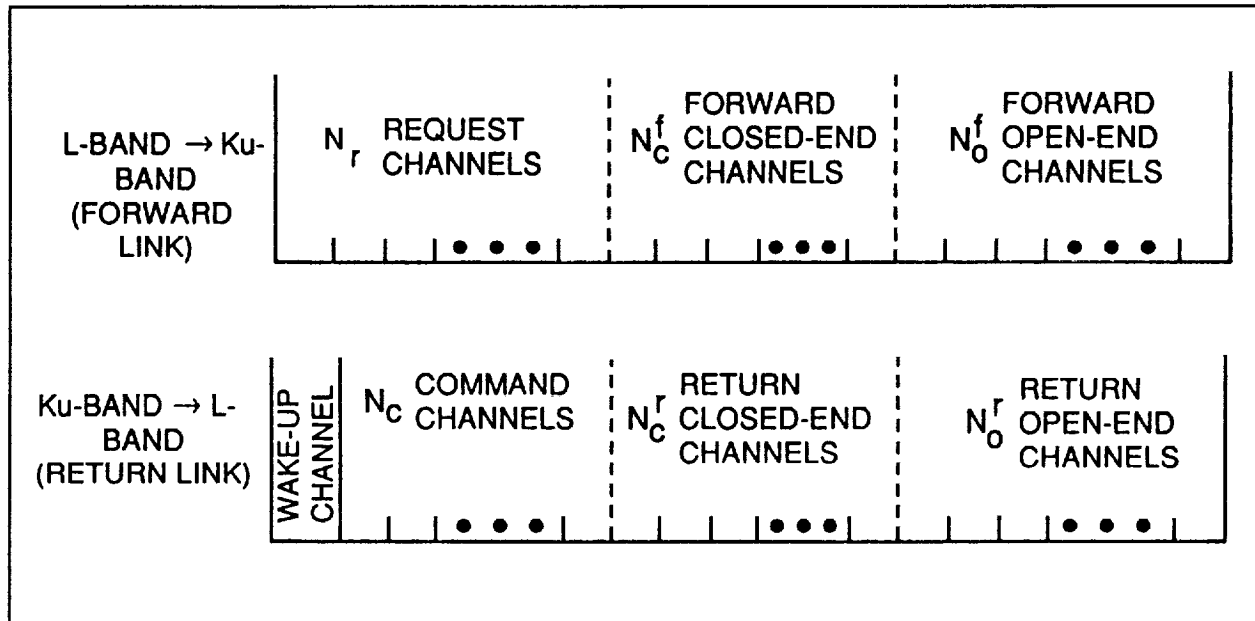 L-BAND → Ku-
BAND
(FORWARD
LINK)
N_r REQUEST
CHANNELS
N_c^f FORWARD
CLOSED-END
CHANNELS
N_o^f FORWARD
OPEN-END
CHANNELS
Ku-BAND → L-
BAND
(RETURN LINK)
WAKE-UP
CHANNEL
N_c COMMAND
CHANNELS
N_c^r RETURN
CLOSED-END
CHANNELS
N_o^r RETURN
OPEN-END
CHANNELS